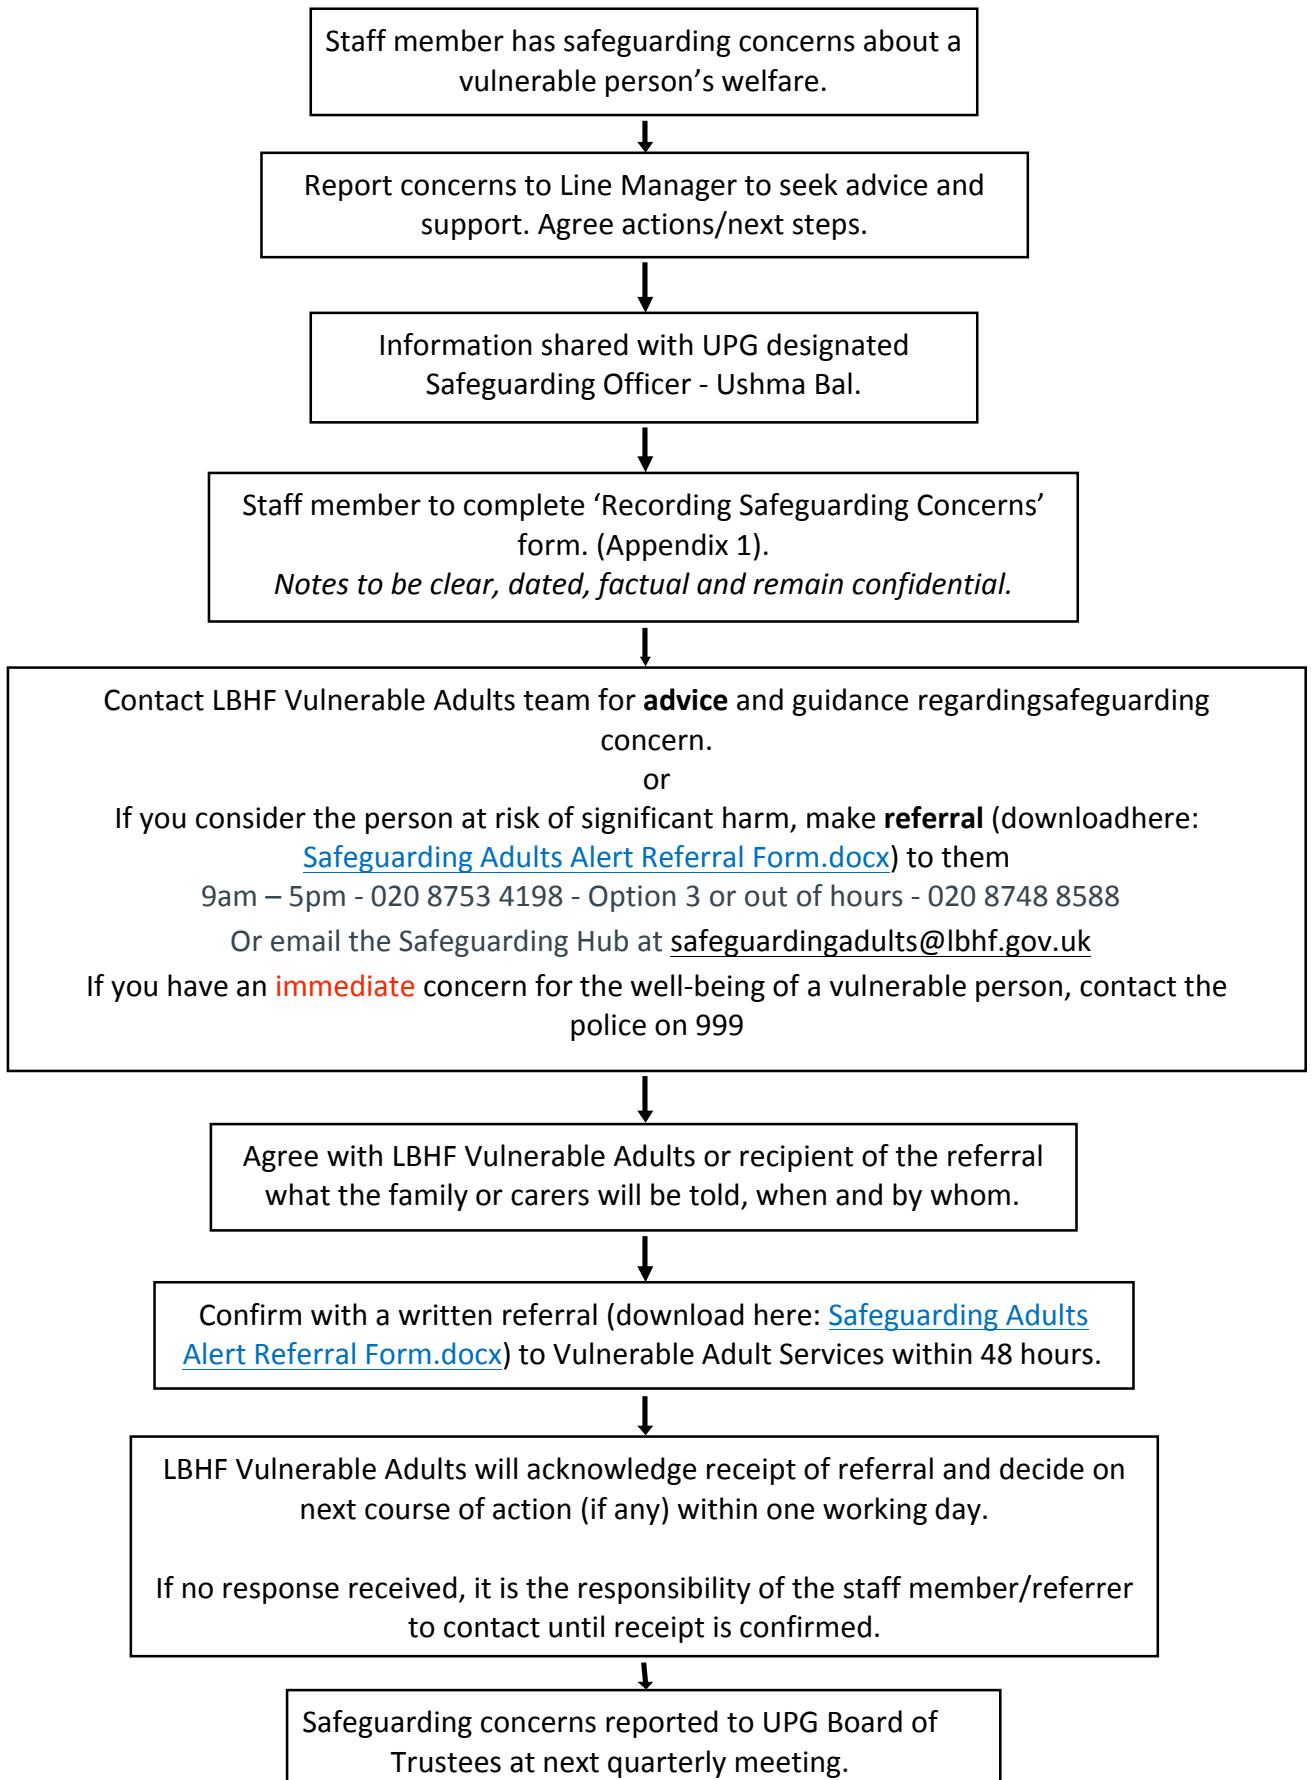 Staff member has safeguarding concerns about a
vulnerable person’s welfare.
Report concerns to Line Manager to seek advice and
support. Agree actions/next steps.
Information shared with UPG designated
Safeguarding Officer - Ushma Bal.
Staff member to complete ‘Recording Safeguarding Concerns’
form. (Appendix 1).
Notes to be clear, dated, factual and remain confidential.
Contact LBHF Vulnerable Adults team for advice and guidance regardingsafeguarding
concern.
or
If you consider the person at risk of significant harm, make referral (downloadhere:
Safeguarding Adults Alert Referral Form.docx) to them
9am – 5pm - 020 8753 4198 - Option 3 or out of hours - 020 8748 8588
Or email the Safeguarding Hub at safeguardingadults@lbhf.gov.uk
If you have an immediate concern for the well-being of a vulnerable person, contact the
police on 999
Agree with LBHF Vulnerable Adults or recipient of the referral
what the family or carers will be told, when and by whom.
Confirm with a written referral (download here: Safeguarding Adults
Alert Referral Form.docx) to Vulnerable Adult Services within 48 hours.
LBHF Vulnerable Adults will acknowledge receipt of referral and decide on
next course of action (if any) within one working day.
If no response received, it is the responsibility of the staff member/referrer
to contact until receipt is confirmed.
Safeguarding concerns reported to UPG Board of
Trustees at next quarterly meeting.